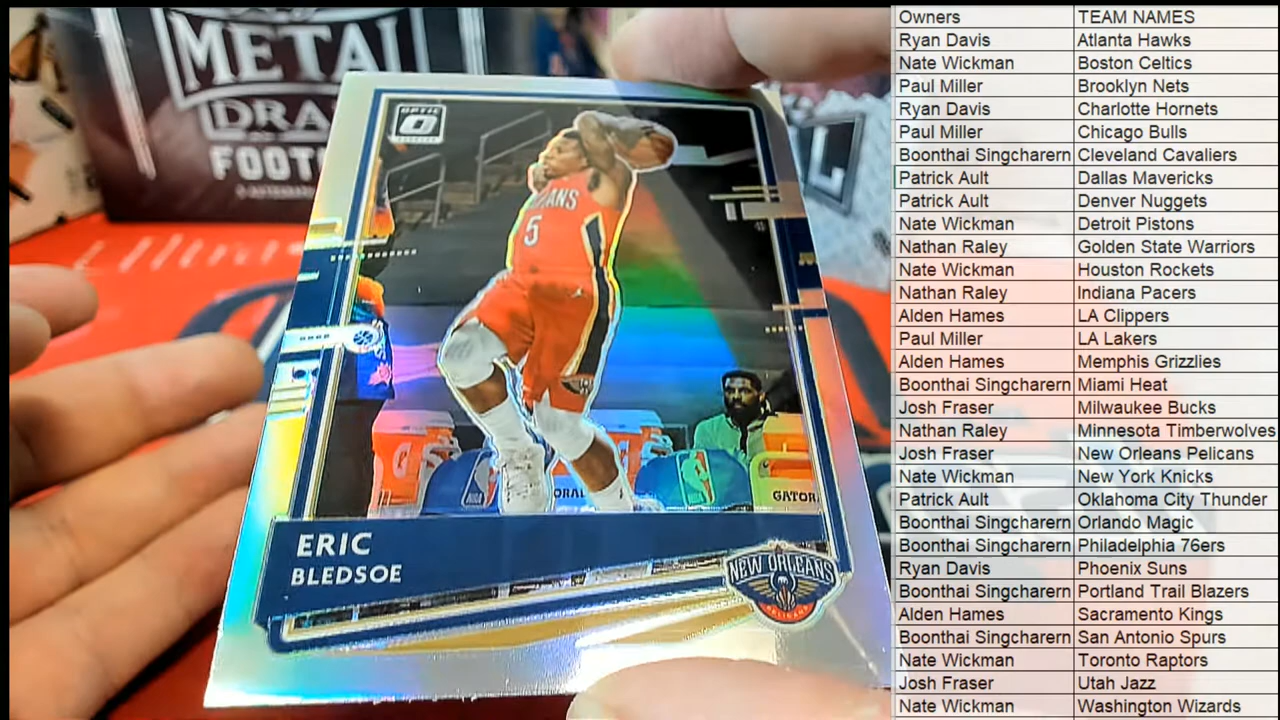 METAL
DRA
FOOT
L
OPTIC
5
ORAL
GATOR
NBA
NBA
ERIC
BLEDSOE
NEW ORLEANS
PELICANS
Owners TEAM NAMES
Ryan Davis Atlanta Hawks
Nate Wickman Boston Celtics
Paul Miller Brooklyn Nets
Ryan Davis Charlotte Hornets
Paul Miller Chicago Bulls
Boonthai Singcharern Cleveland Cavaliers
Patrick Ault Dallas Mavericks
Patrick Ault Denver Nuggets
Nate Wickman Detroit Pistons
Nathan Raley Golden State Warriors
Nate Wickman Houston Rockets
Nathan Raley Indiana Pacers
Alden Hames LA Clippers
Paul Miller LA Lakers
Alden Hames Memphis Grizzlies
Boonthai Singcharern Miami Heat
Josh Fraser Milwaukee Bucks
Nathan Raley Minnesota Timberwolves
Josh Fraser New Orleans Pelicans
Nate Wickman New York Knicks
Patrick Ault Oklahoma City Thunder
Boonthai Singcharern Orlando Magic
Boonthai Singcharern Philadelphia 76ers
Ryan Davis Phoenix Suns
Boonthai Singcharern Portland Trail Blazers
Alden Hames Sacramento Kings
Boonthai Singcharern San Antonio Spurs
Nate Wickman Toronto Raptors
Josh Fraser Utah Jazz
Nate Wickman Washington Wizards